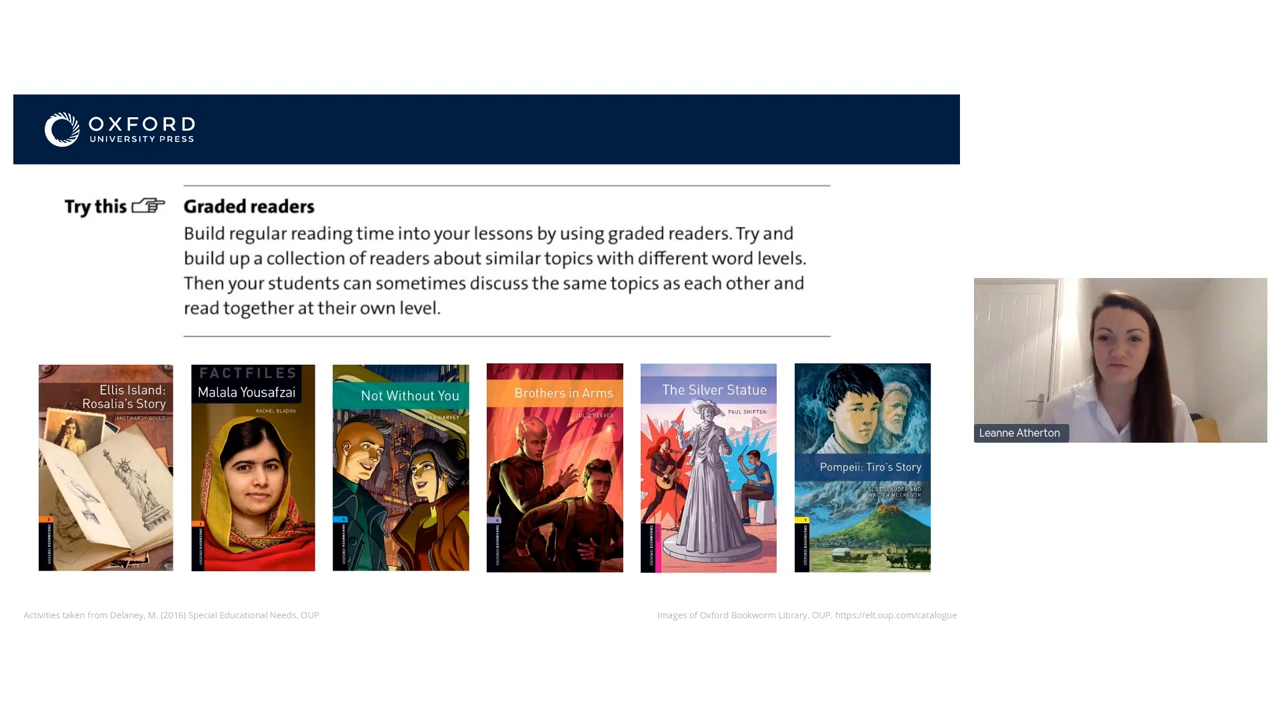 OXFORD
UNIVERSITY PRESS
Try this
Graded readers
Build regular reading time into your lessons by using graded readers. Try and
build up a collection of readers about similar topics with different word levels.
Then your students can sometimes discuss the same topics as each other and
read together at their own level.
Ellis Island:
Rosalia's Story
FACTFILES
Malala Yousafzai
RACHEL BLADON
Not Without You
Brothers in Arms
The Silver Statue
PAUL SHIPTON
Pompeii: Tiro's Story
Leanne Atherton
Activities taken from Delaney, M. (2016) Special Educational Needs, OUP
Images of Oxford Bookworm Library. OUP. https://elt.oup.com/catalogue